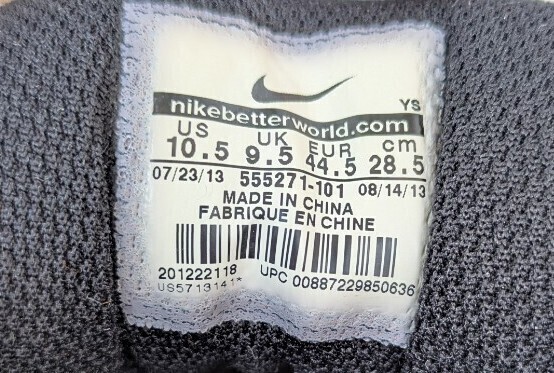 YS
nikebetterworld.com
US UK EUR cm
10.5 9.5 44.5 28.5
07/23/13 555271-101 08/14/13
MADE IN CHINA
FABRIQUE EN CHINE
201222118 UPC 00887229850636
US5713141*